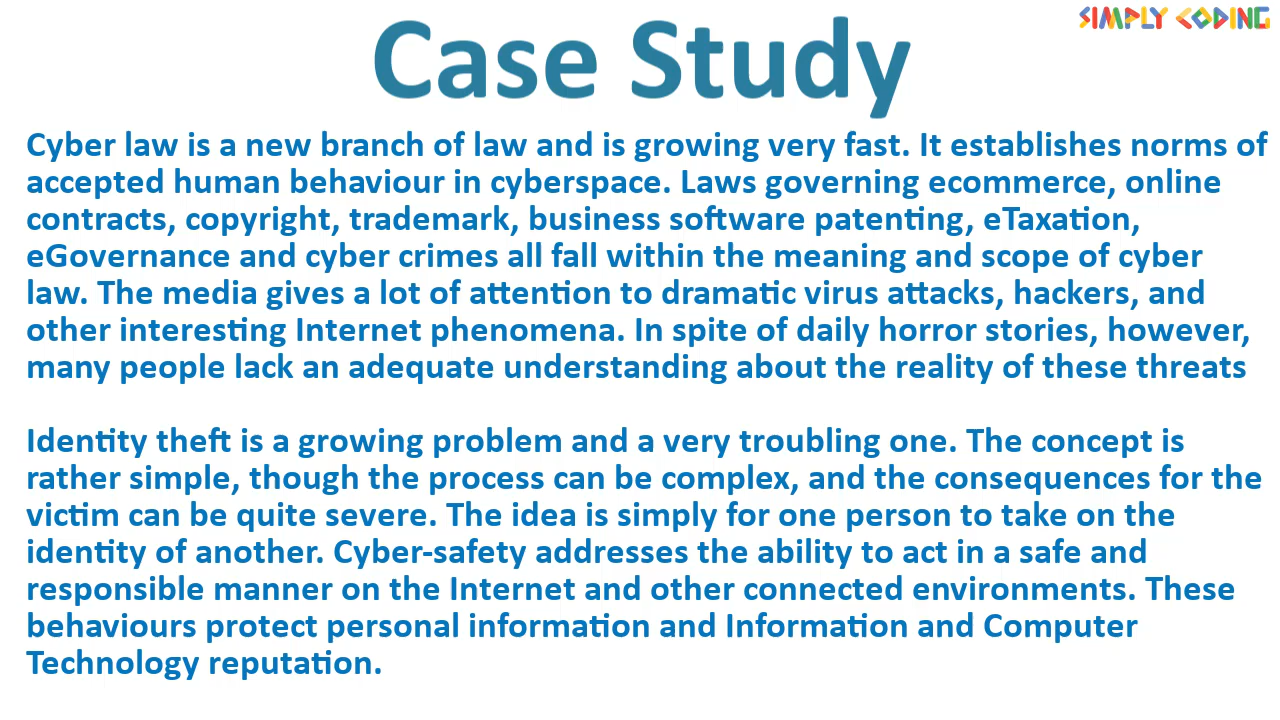 SIMPLY CODING
Case Study
Cyber law is a new branch of law and is growing very fast. It establishes norms of
accepted human behaviour in cyberspace. Laws governing ecommerce, online
contracts, copyright, trademark, business software patenting, eTaxation,
eGovernance and cyber crimes all fall within the meaning and scope of cyber
law. The media gives a lot of attention to dramatic virus attacks, hackers, and
other interesting Internet phenomena. In spite of daily horror stories, however,
many people lack an adequate understanding about the reality of these threats
Identity theft is a growing problem and a very troubling one. The concept is
rather simple, though the process can be complex, and the consequences for the
victim can be quite severe. The idea is simply for one person to take on the
identity of another. Cyber-safety addresses the ability to act in a safe and
responsible manner on the Internet and other connected environments. These
behaviours protect personal information and Information and Computer
Technology reputation.